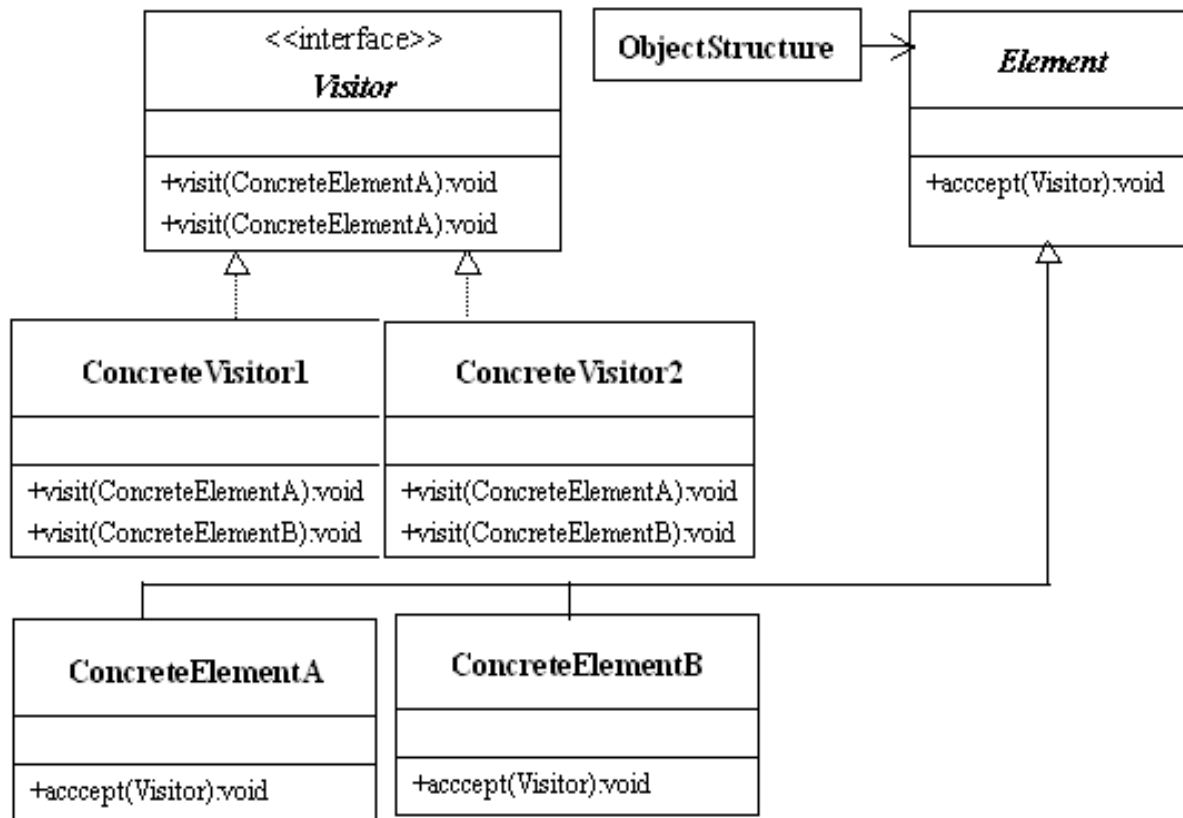 <<interface>>
Visitor
+visit(ConcreteElementA):void
+visit(ConcreteElementA):void
ObjectStructure
Element
+acccept(Visitor):void
ConcreteVisitor1
+visit(ConcreteElementA):void
+visit(ConcreteElementB):void
ConcreteVisitor2
+visit(ConcreteElementA):void
+visit(ConcreteElementB):void
ConcreteElementA
+acccept(Visitor):void
ConcreteElementB
+acccept(Visitor):void